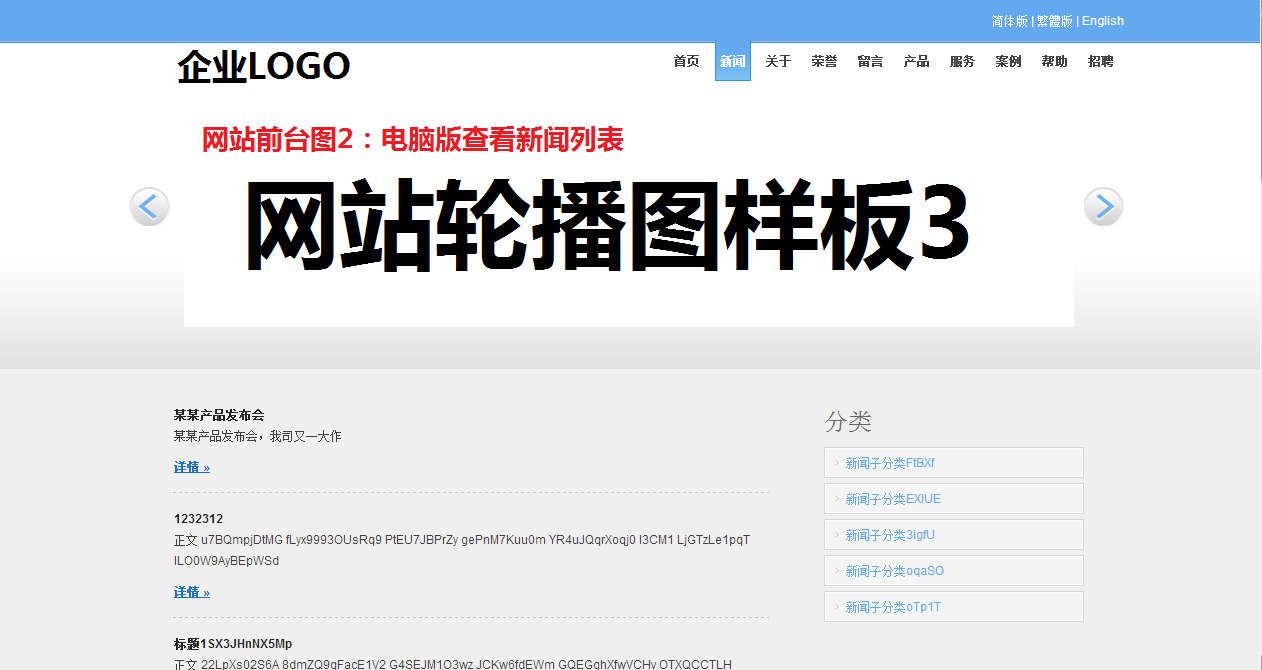 简体版 | 繁體版 | English
企业LOGO
首页 新闻 关于 荣誉 留言 产品 服务 案例 帮助 招聘
网站前台图2：电脑版查看新闻列表
网站轮播图样板3
某某产品发布会
某某产品发布会，我司又一大作
详情 »
1232312
正文 u7BQmpjDtMG fLyx9993OUsRq9 PtEU7JBPrZy gePnM7Kuu0m YR4uJQqrXoqj0 I3CM1 LjGTzLe1pqT
ILO0W9AyBEpWSd
详情 »
标题1SX3JHnNX5Mp
正文 22LpXs02S6A 8dmZQ9gFacE1V2 G4SEJM1O3wz JCKw6fdEWm GQEGghXfwVCHv OTXQCCTLH
分类
新闻子分类FtBXf
新闻子分类EXIUE
新闻子分类3igfU
新闻子分类oqaSO
新闻子分类oTp1T